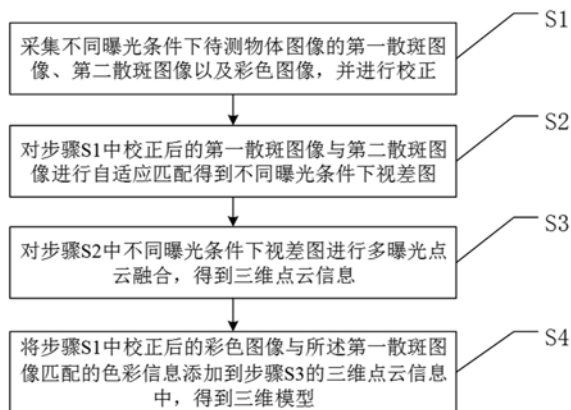 S1
采集不同曝光条件下待测物体图像的第一散斑图
像、第二散斑图像以及彩色图像，并进行校正
S2
对步骤S1中校正后的第一散斑图像与第二散斑图
像进行自适应匹配得到不同曝光条件下视差图
S3
对步骤S2中不同曝光条件下视差图进行多曝光点
云融合，得到三维点云信息
S4
将步骤S1中校正后的彩色图像与所述第一散斑图
像匹配的色彩信息添加到步骤S3的三维点云信息
中，得到三维模型